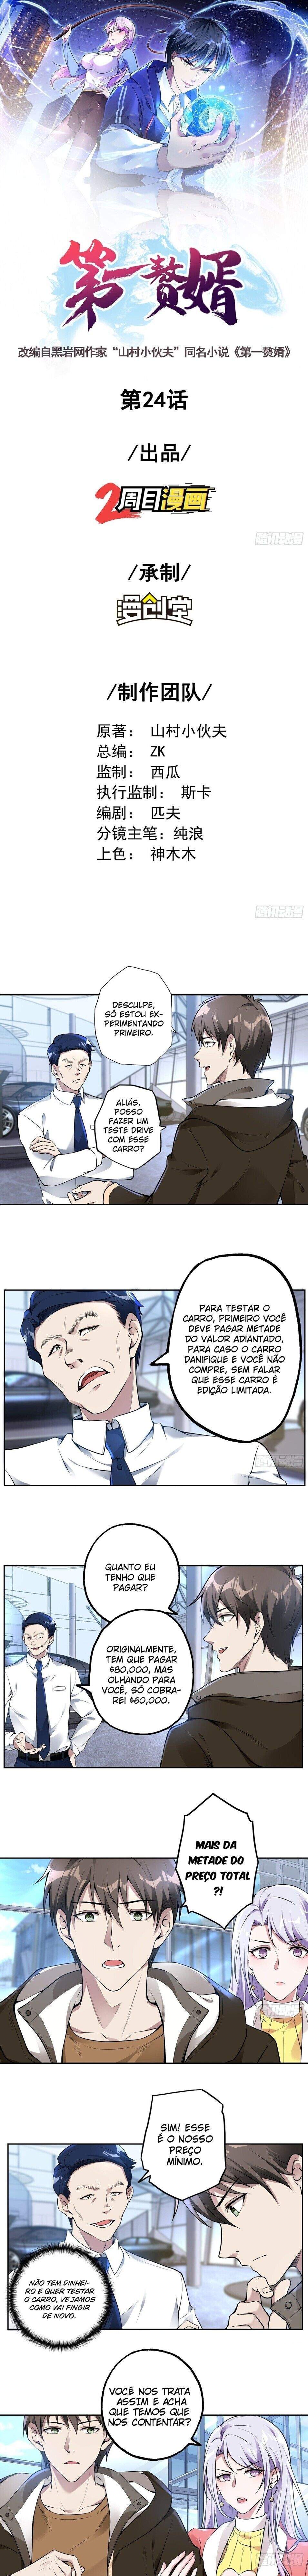 第一赘婿
改编自黑岩网作家“山村小伙夫”同名小说《第一赘婿》
第24话
/出品/
2周目漫画
/承制/
漫创堂
腾讯动漫
/制作团队/
原著： 山村小伙夫
总编： ZK
监制： 西瓜
执行监制： 斯卡
编剧： 匹夫
分镜主笔：纯浪
上色： 神木木
腾讯动漫
DESCULPE,
SÓ ESTOU EX-
PERIMENTANDO
PRIMEIRO.
ALIÁS,
POSSO
FAZER UM
TESTE DRIVE
COM ESSE
CARRO?
PARA TESTAR O
CARRO, PRIMEIRO VOCÊ
DEVE PAGAR METADE
DO VALOR ADIANTADO,
PARA CASO O CARRO
DANIFIQUE E VOCÊ NÃO
COMPRE, SEM FALAR
QUE ESSE CARRO É
EDIÇÃO LIMITADA.
QUANTO EU
TENHO QUE
PAGAR?
ORIGINALMENTE,
TEM QUE PAGAR
$80,000, MAS
OLHANDO PARA
VOCÊ, SÓ COBRA-
REI $60,000.
MAIS DA
METADE DO
PREÇO TOTAL
?!
SIM! ESSE
É O NOSSO
PREÇO
MÍNIMO.
NÃO TEM DINHEI-
RO E QUER TESTAR
O CARRO, VEJAMOS
COMO VAI FINGIR
DE NOVO.
VOCÊ NOS TRATA
ASSIM E ACHA
QUE TEMOS QUE
NOS CONTENTAR?